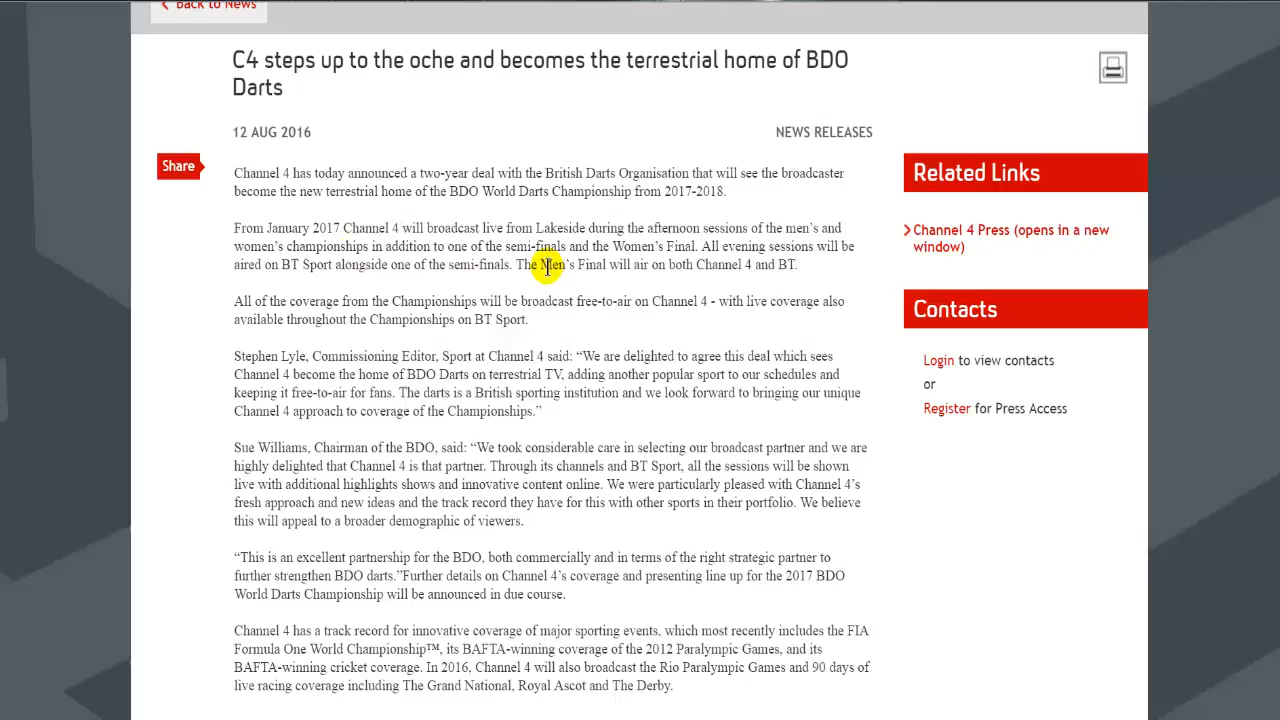 Back to News
C4 steps up to the oche and becomes the terrestrial home of BDO
Darts
12 AUG 2016
NEWS RELEASES
Share
Channel 4 has today announced a two-year deal with the British Darts Organisation that will see the broadcaster
become the new terrestrial home of the BDO World Darts Championship from 2017-2018.
From January 2017 Channel 4 will broadcast live from Lakeside during the afternoon sessions of the men’s and
women’s championships in addition to one of the semi-finals and the Women’s Final. All evening sessions will be
aired on BT Sport alongside one of the semi-finals. The Men’s Final will air on both Channel 4 and BT.
All of the coverage from the Championships will be broadcast free-to-air on Channel 4 - with live coverage also
available throughout the Championships on BT Sport.
Stephen Lyle, Commissioning Editor, Sport at Channel 4 said: “We are delighted to agree this deal which sees
Channel 4 become the home of BDO Darts on terrestrial TV, adding another popular sport to our schedules and
keeping it free-to-air for fans. The darts is a British sporting institution and we look forward to bringing our unique
Channel 4 approach to coverage of the Championships.”
Sue Williams, Chairman of the BDO, said: “We took considerable care in selecting our broadcast partner and we are
highly delighted that Channel 4 is that partner. Through its channels and BT Sport, all the sessions will be shown
live with additional highlights shows and innovative content online. We were particularly pleased with Channel 4’s
fresh approach and new ideas and the track record they have for this with other sports in their portfolio. We believe
this will appeal to a broader demographic of viewers.
“This is an excellent partnership for the BDO, both commercially and in terms of the right strategic partner to
further strengthen BDO darts.”Further details on Channel 4’s coverage and presenting line up for the 2017 BDO
World Darts Championship will be announced in due course.
Channel 4 has a track record for innovative coverage of major sporting events, which most recently includes the FIA
Formula One World Championship™, its BAFTA-winning coverage of the 2012 Paralympic Games, and its
BAFTA-winning cricket coverage. In 2016, Channel 4 will also broadcast the Rio Paralympic Games and 90 days of
live racing coverage including The Grand National, Royal Ascot and The Derby.
Related Links
Channel 4 Press (opens in a new
window)
Contacts
Login to view contacts
or
Register for Press Access